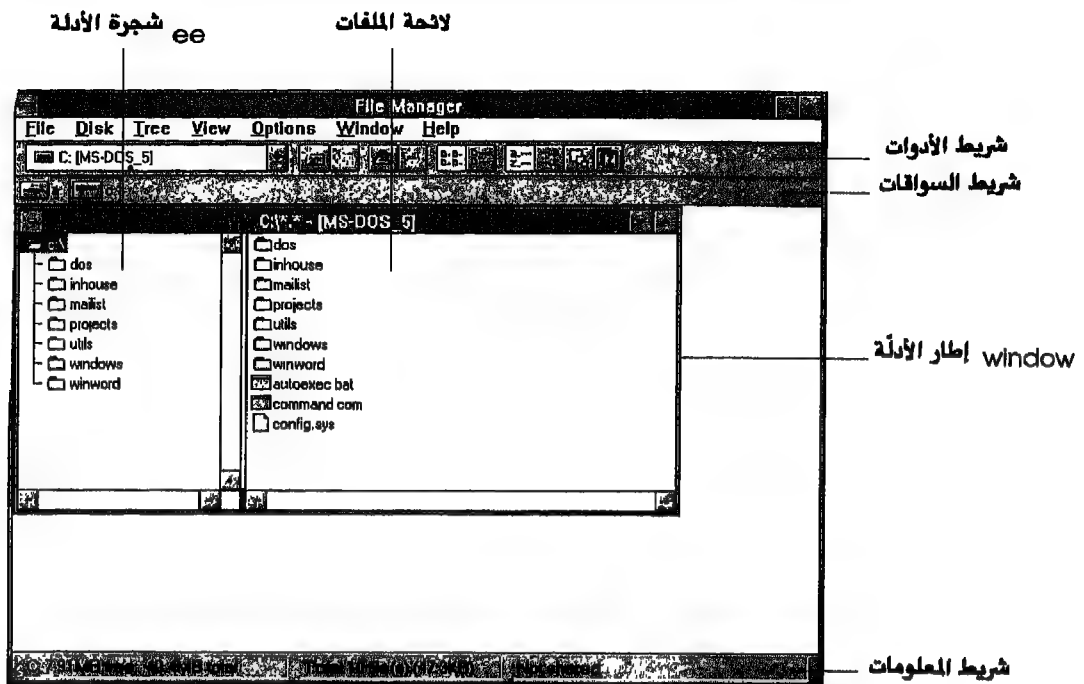 شجرة الأدلة ee
لائحة الملفات
File Manager
File Disk Tree View Options Window Help
C: [MS-DOS_5]
شريط الأدوات
شريط السواقات
C:\*.* - [MS-DOS_5]
c:\
dos
inhouse
mailist
projects
utils
windows
winword
dos
inhouse
mailist
projects
utils
windows
winword
autoexec bat
command com
config.sys
إطار الأدلّة window
شريط المعلومات